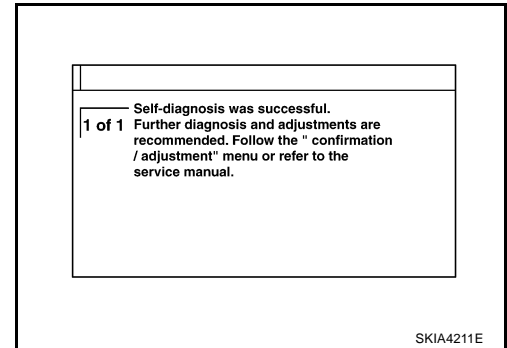 Self-diagnosis was successful.
1 of 1 Further diagnosis and adjustments are
recommended. Follow the " confirmation
/ adjustment" menu or refer to the
service manual.
SKIA4211E